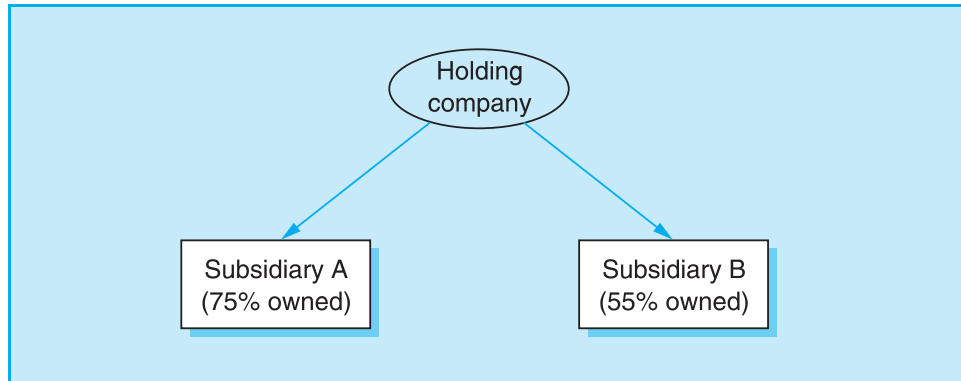 Holding
company
Subsidiary A
(75% owned)
Subsidiary B
(55% owned)